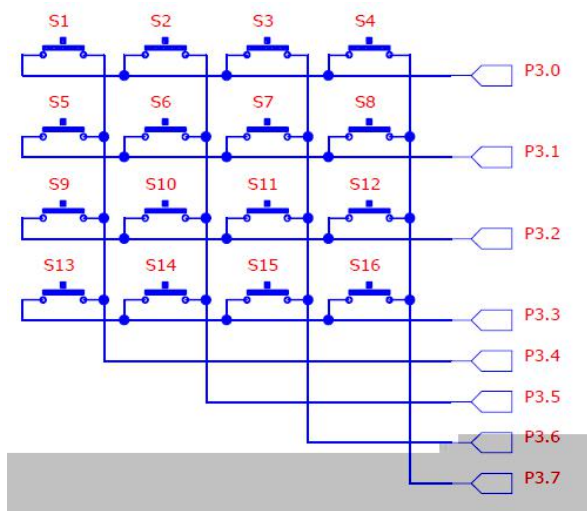 S1 S2 S3 S4
P3.0
S5 S6 S7 S8
P3.1
S9 S10 S11 S12
P3.2
S13 S14 S15 S16
P3.3
P3.4
P3.5
P3.6
P3.7